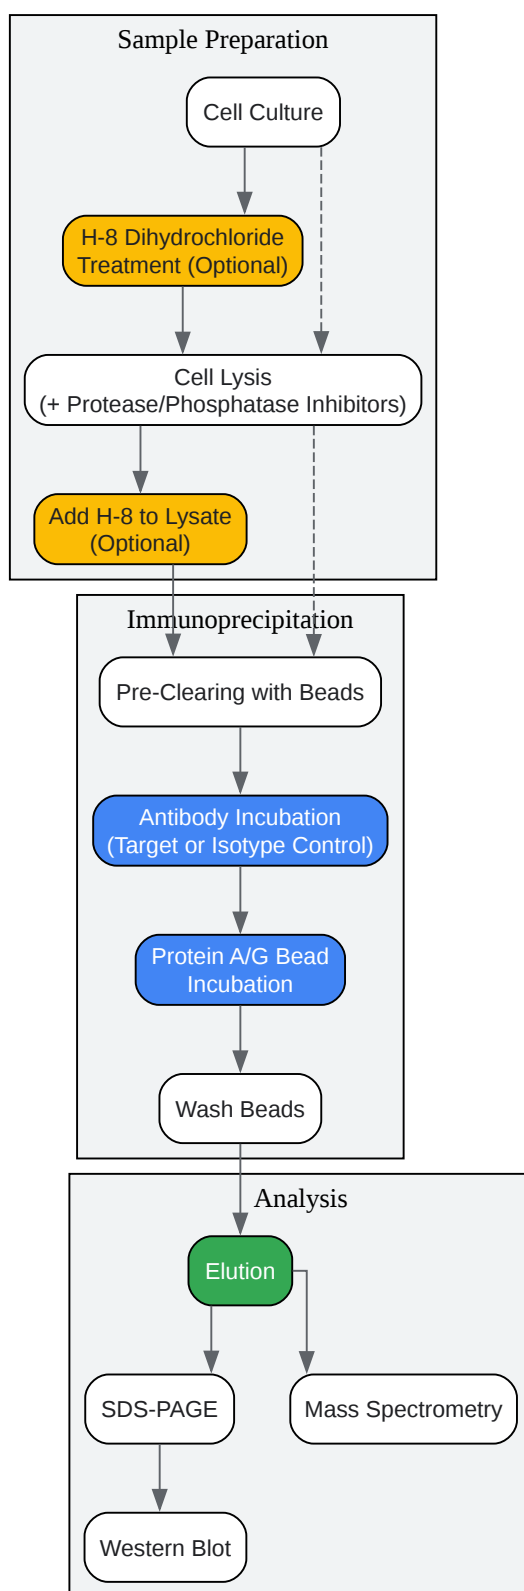 Sample Preparation
Cell Culture
H-8 Dihydrochloride
Treatment (Optional)
Cell Lysis
(+ Protease/Phosphatase Inhibitors)
Add H-8 to Lysate
(Optional)
Immunoprecipitation
Pre-Clearing with Beads
Antibody Incubation
(Target or Isotype Control)
Protein A/G Bead
Incubation
Wash Beads
Analysis
Elution
SDS-PAGE
Mass Spectrometry
Western Blot